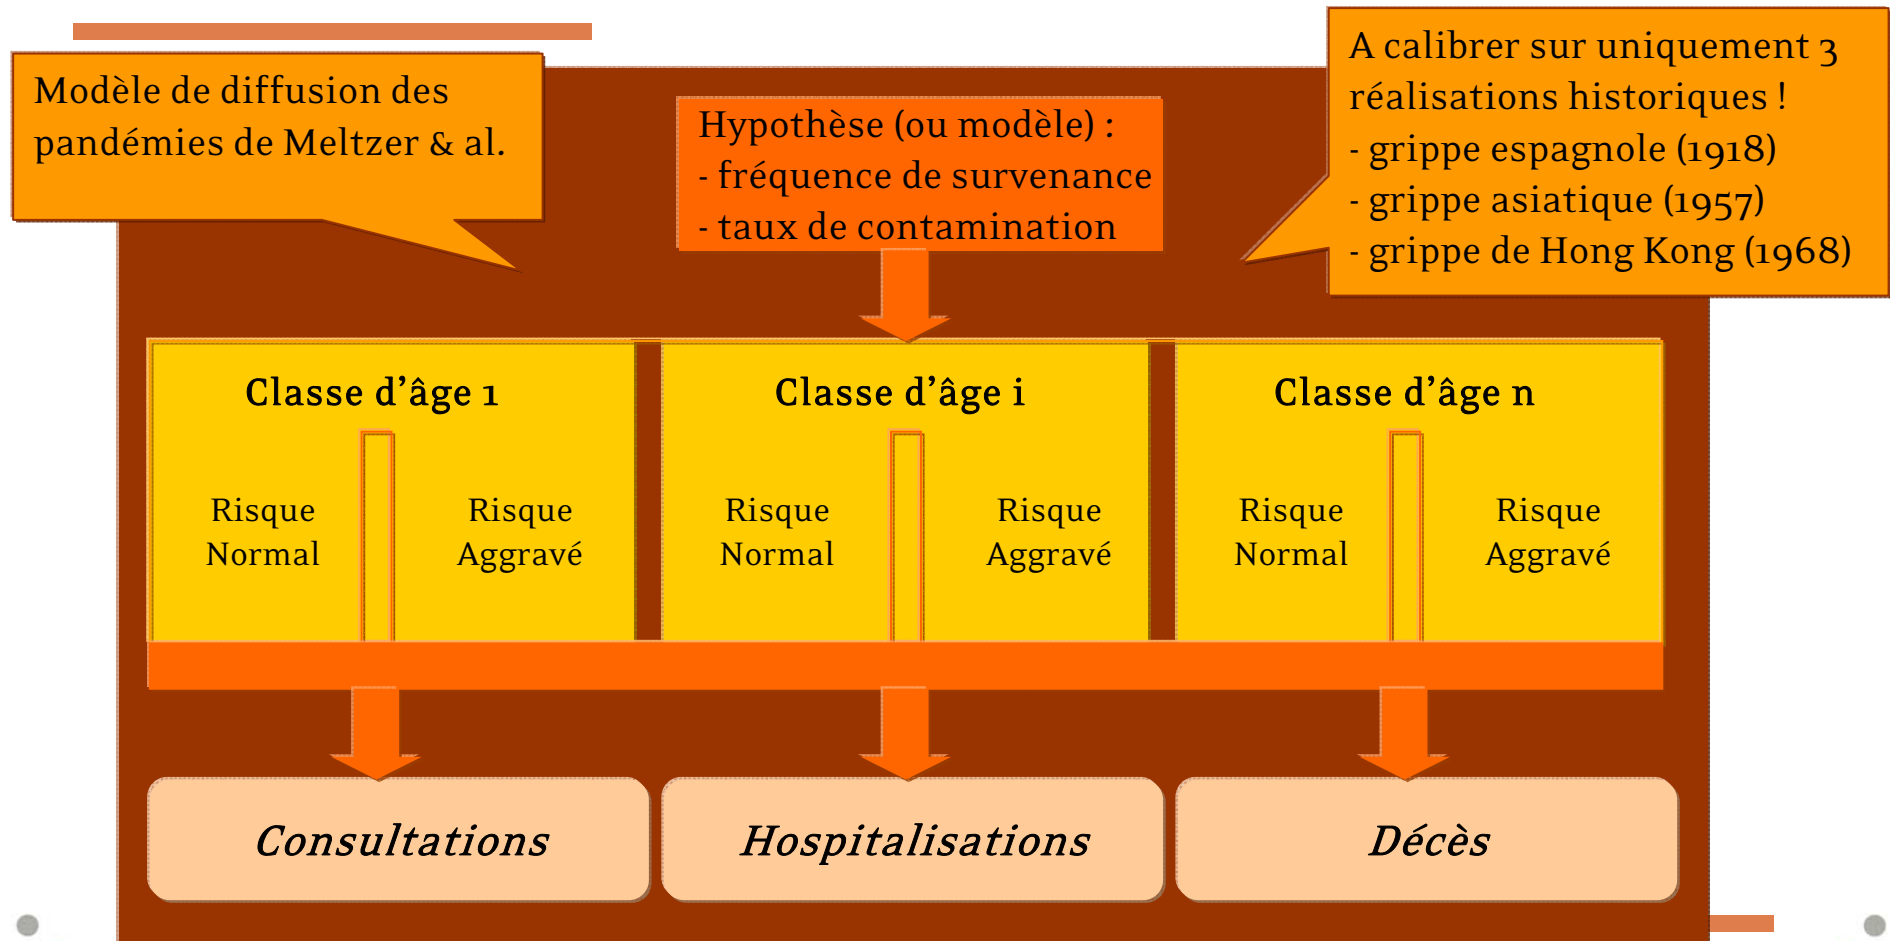 Modèle de diffusion des
pandémies de Meltzer & al.
Hypothèse (ou modèle) :
- fréquence de survenance
- taux de contamination
A calibrer sur uniquement 3
réalisations historiques !
- grippe espagnole (1918)
- grippe asiatique (1957)
- grippe de Hong Kong (1968)
Classe d’âge 1
Risque
Normal
Risque
Aggravé
Classe d’âge i
Risque
Normal
Risque
Aggravé
Classe d’âge n
Risque
Normal
Risque
Aggravé
Consultations
Hospitalisations
Décès